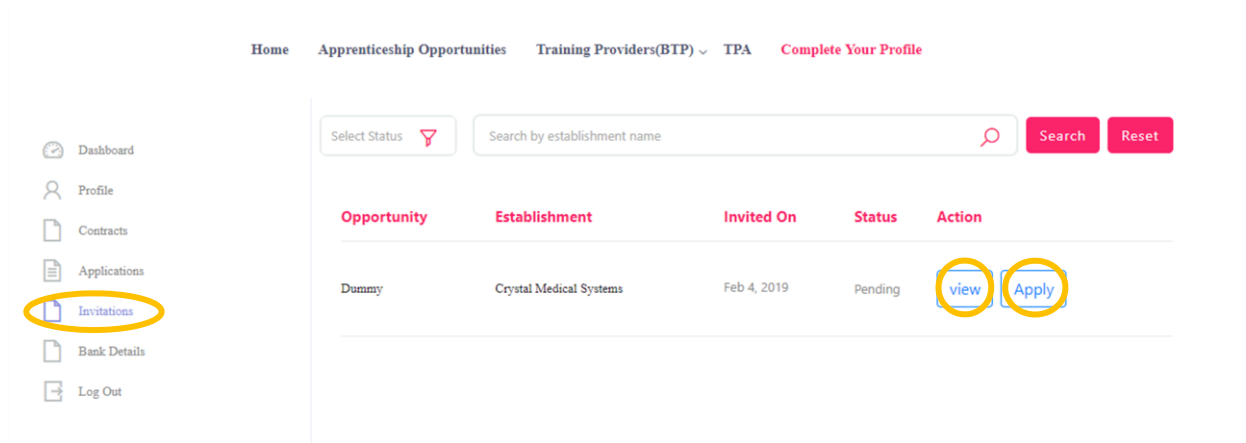 Home Apprenticeship Opportunities Training Providers(BTP) TPA Complete Your Profile
Select Status Search by establishment name Search Reset
Dashboard
Profile
Contracts
Applications
Invitations
Bank Details
Log Out
Opportunity Establishment Invited On Status Action
Dummy Crystal Medical Systems Feb 4, 2019 Pending view Apply